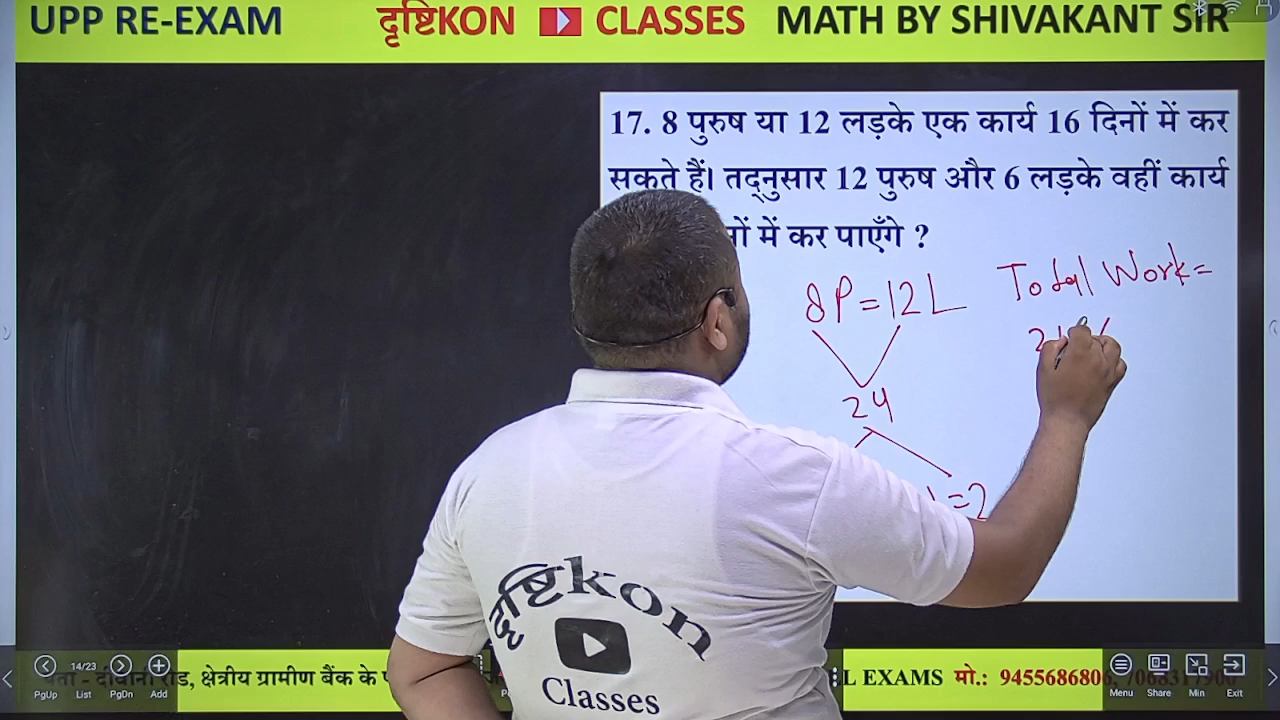 UPP RE-EXAM दृष्टिKON CLASSES MATH BY SHIVAKANT SIR
17. 8 पुरुष या 12 लड़के एक कार्य 16 दिनों में कर
सकते हैं। तद्नुसार 12 पुरुष और 6 लड़के वहीं कार्य
में कर पाएँगे ?
8P=12L
Total Work=
24
=2
दृष्टिkon
Classes
14/23
PgUp List PgDn Add
रोड, क्षेत्रीय ग्रामीण बैंक के
EXAMS मो.: 9455686806,
Menu Share Min Exit